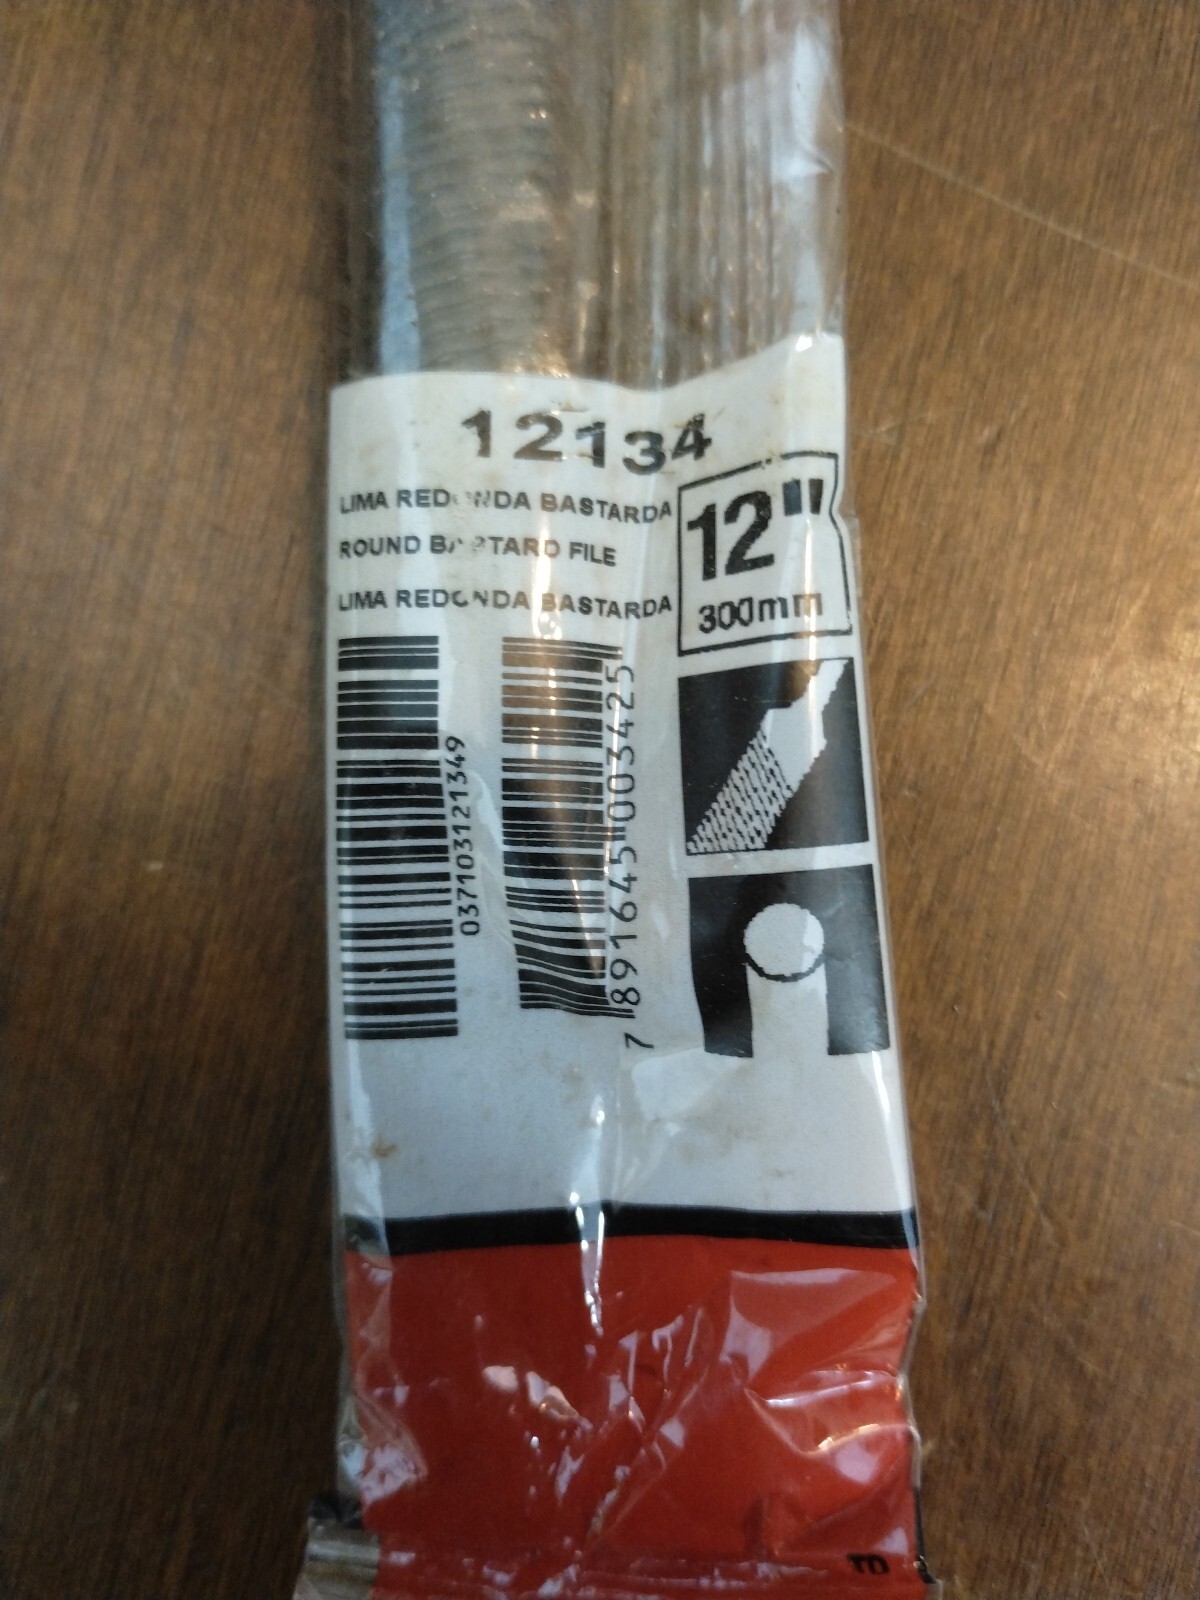 12134
LIMA REDONDA BASTARDA
ROUND BASTARD FILE
LIMA REDONDA BASTARDA
12"
300mm
037103121349
7 891645 003425
B